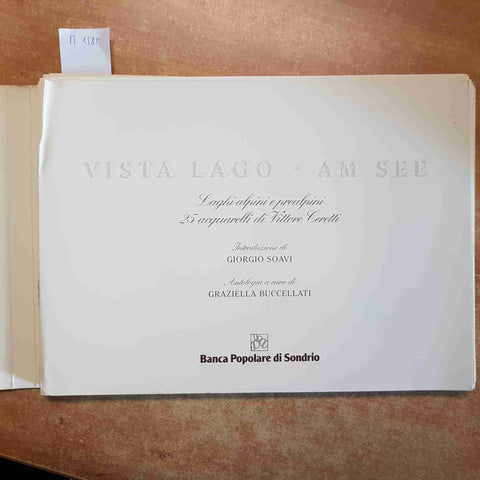 VISTA LAGO · AM SEE
Laghi alpini e prealpini
25 acquarelli di Vittore Ceretti
Introduzione di
GIORGIO SOAVI
Antologia a cura di
GRAZIELLA BUCCELLATI
Banca Popolare di Sondrio